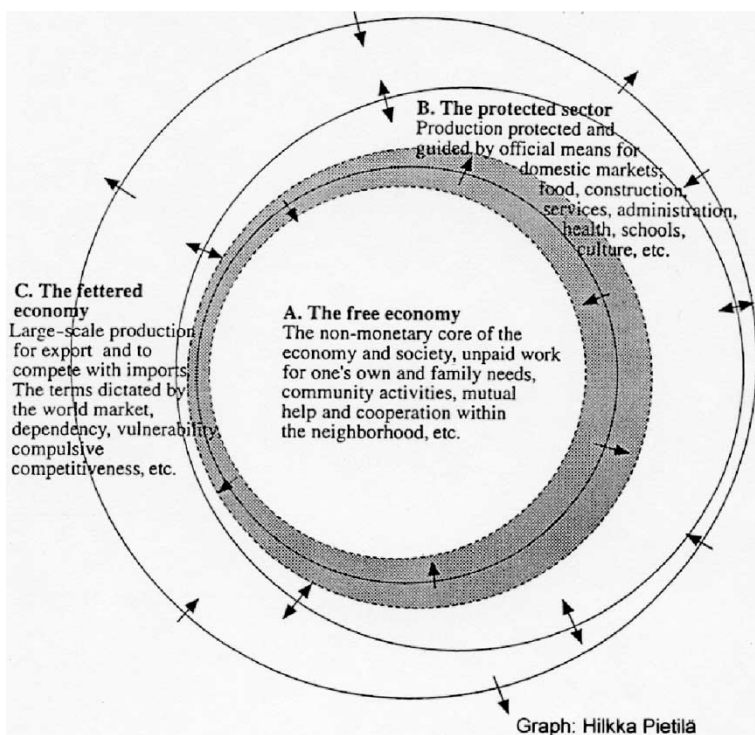 B. The protected sector
Production protected and
guided by official means for
domestic markets;
food, construction,
services, administration,
health, schools,
culture, etc.
C. The fettered
economy
Large-scale production
for export and to
compete with imports.
The terms dictated by
the world market,
dependency, vulnerability,
compulsive
competitiveness, etc.
A. The free economy
The non-monetary core of the
economy and society, unpaid work
for one's own and family needs,
community activities, mutual
help and cooperation within
the neighborhood, etc.
Graph: Hilkka Pietilä